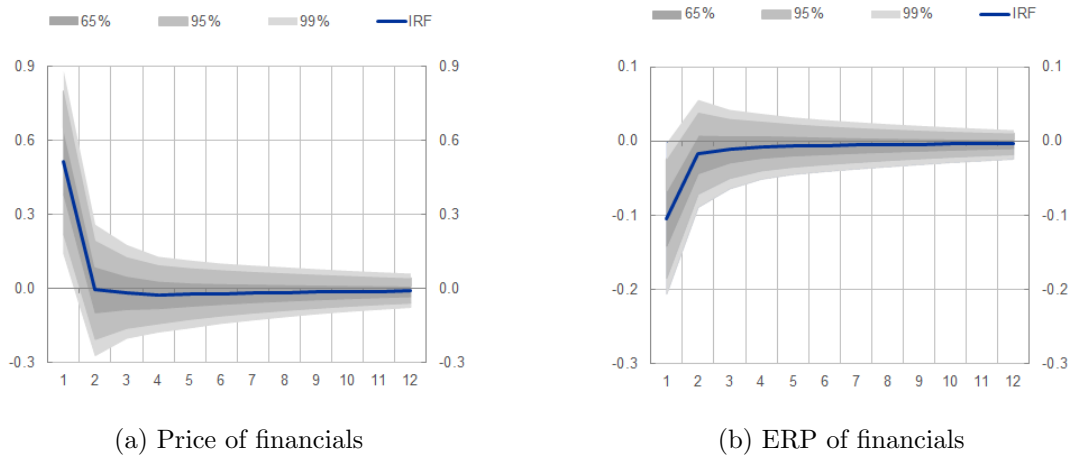 65% 95% 99% IRF
0.9 0.9
0.6 0.6
0.3 0.3
0.0 0.0
-0.3 -0.3
1 2 3 4 5 6 7 8 9 10 11 12
(a) Price of financials
65% 95% 99% IRF
0.1 0.1
0.0 0.0
-0.1 -0.1
-0.2 -0.2
-0.3 -0.3
1 2 3 4 5 6 7 8 9 10 11 12
(b) ERP of financials